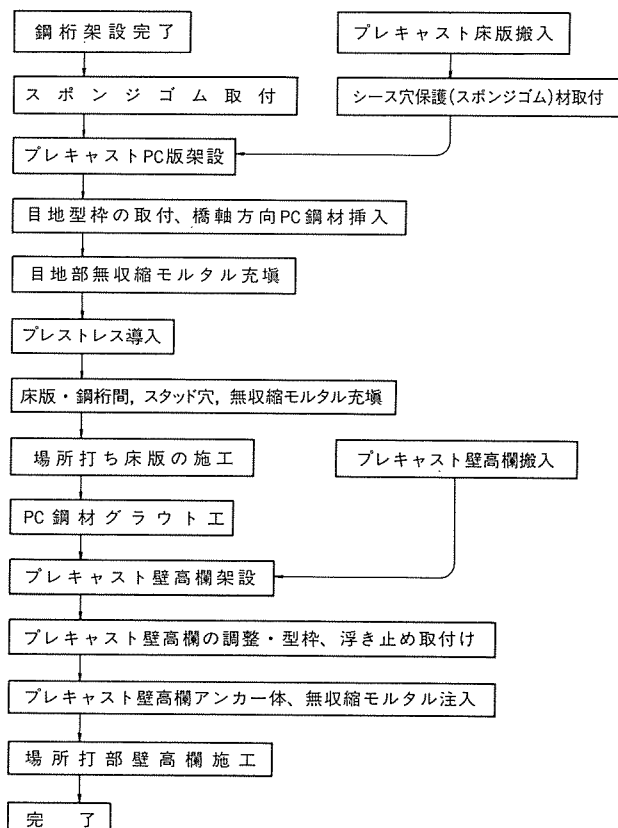 鋼桁架設完了
プレキャスト床版搬入
スポンジゴム取付
シース穴保護(スポンジゴム)材取付
プレキャストPC版架設
目地型枠の取付、橋軸方向PC鋼材挿入
目地部無収縮モルタル充塡
プレストレス導入
床版・鋼桁間, スタッド穴, 無収縮モルタル充塡
場所打ち床版の施工
プレキャスト壁高欄搬入
PC鋼材グラウト工
プレキャスト壁高欄架設
プレキャスト壁高欄の調整・型枠、浮き止め取付け
プレキャスト壁高欄アンカー体、無収縮モルタル注入
場所打部壁高欄施工
完了